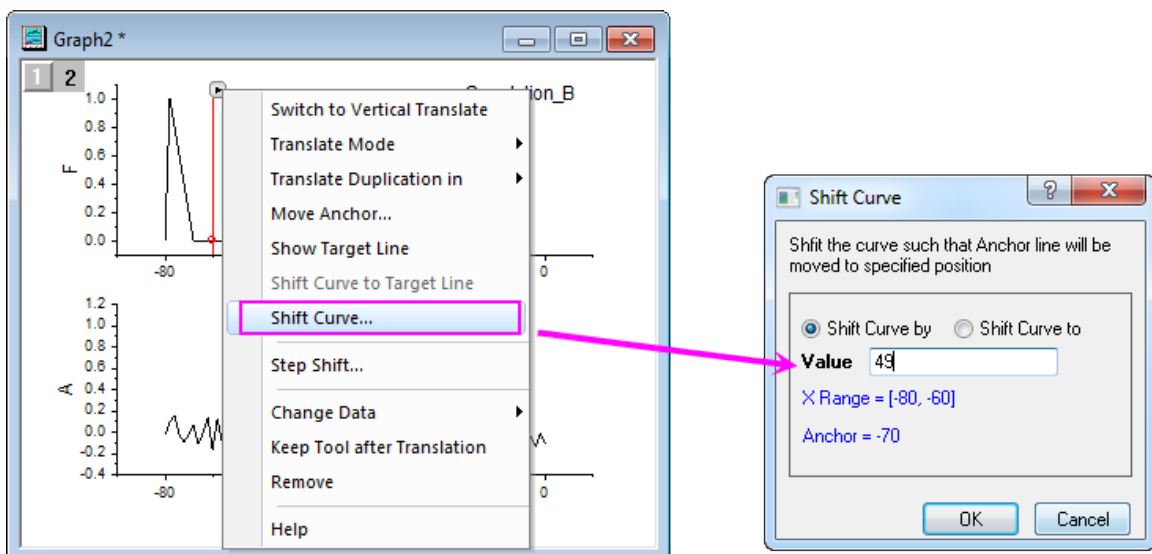 Graph2 *
1 2
ion_B
1.0
0.8
0.6
0.4
0.2
0.0
F
-80
0
1.2
1.0
0.8
0.6
0.4
0.2
0.0
-0.2
-0.4
A
-80
0
Switch to Vertical Translate
Translate Mode
Translate Duplication in
Move Anchor...
Show Target Line
Shift Curve to Target Line
Shift Curve...
Step Shift...
Change Data
Keep Tool after Translation
Remove
Help
Shift Curve
Shfit the curve such that Anchor line will be
moved to specified position
Shift Curve by Shift Curve to
Value 49
X Range = [-80, -60]
Anchor = -70
OK Cancel